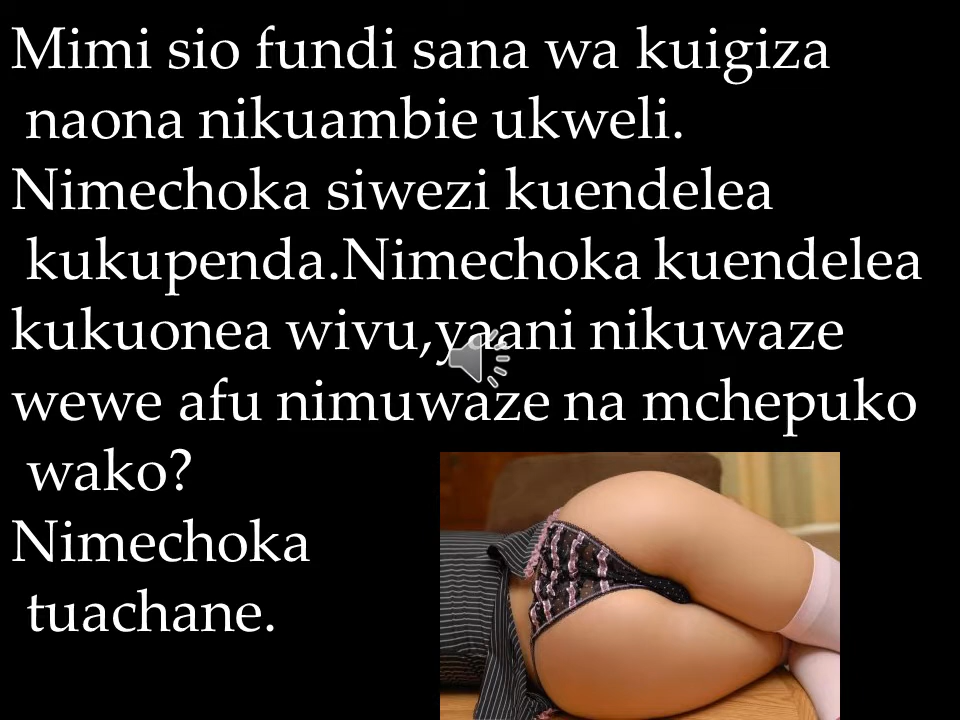 Mimi sio fundi sana wa kuigiza
naona nikuambie ukweli.
Nimechoka siwezi kuendelea
kukupenda.Nimechoka kuendelea
kukuonea wivu,yaani nikuwaze
wewe afu nimuwaze na mchepuko
wako?
Nimechoka
tuachane.